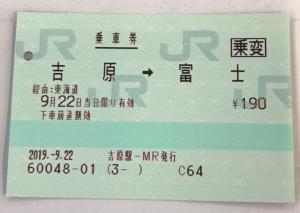 乗車券
乗変
吉原 → 富士
経由:東海道
9月22日当日限り有効
¥190
下車前途無効
2019.-9.22 吉原駅-MR発行
60048-01 (3- ) C64